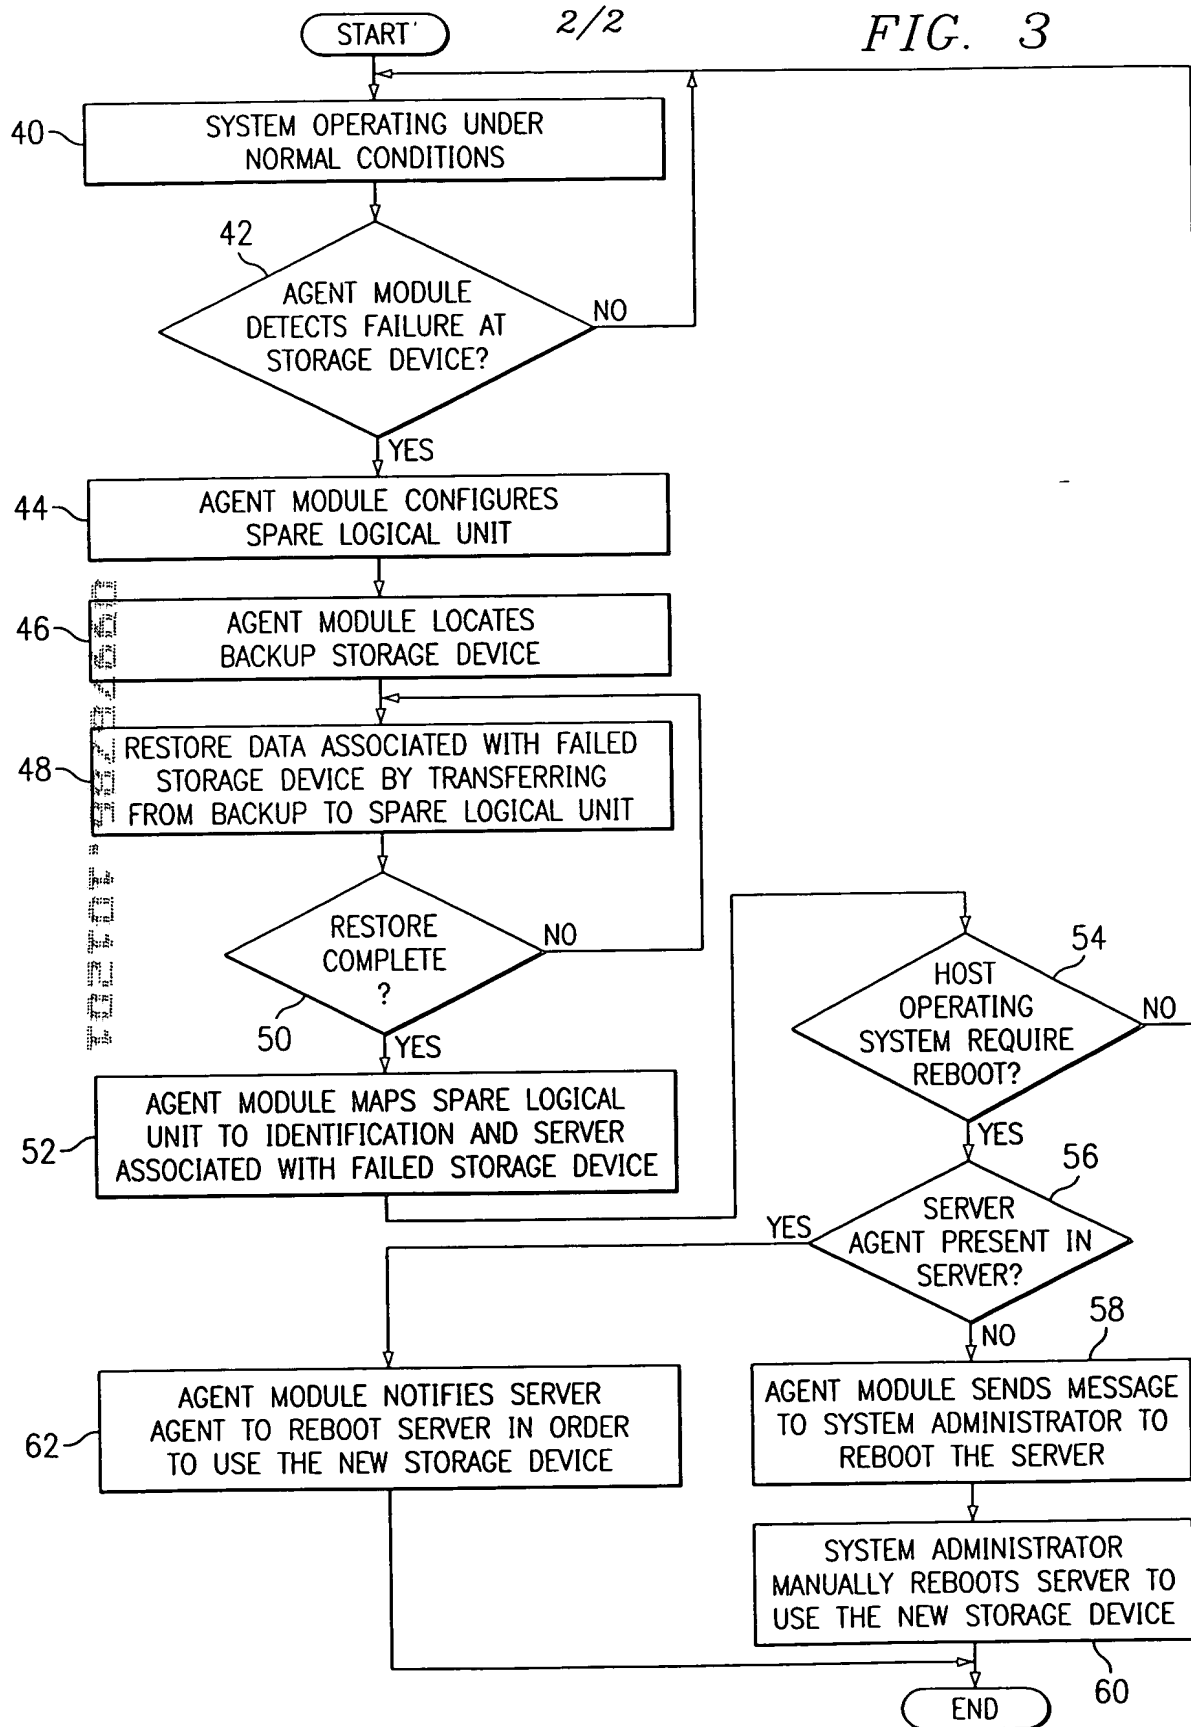 START
2/2
FIG. 3
40
SYSTEM OPERATING UNDER
NORMAL CONDITIONS
42
AGENT MODULE
DETECTS FAILURE AT
STORAGE DEVICE?
NO
YES
44
AGENT MODULE CONFIGURES
SPARE LOGICAL UNIT
46
AGENT MODULE LOCATES
BACKUP STORAGE DEVICE
48
RESTORE DATA ASSOCIATED WITH FAILED
STORAGE DEVICE BY TRANSFERRING
FROM BACKUP TO SPARE LOGICAL UNIT
RESTORE
COMPLETE
?
NO
50
YES
52
AGENT MODULE MAPS SPARE LOGICAL
UNIT TO IDENTIFICATION AND SERVER
ASSOCIATED WITH FAILED STORAGE DEVICE
54
HOST
OPERATING
SYSTEM REQUIRE
REBOOT?
NO
YES
56
SERVER
AGENT PRESENT IN
SERVER?
YES
NO
58
AGENT MODULE SENDS MESSAGE
TO SYSTEM ADMINISTRATOR TO
REBOOT THE SERVER
62
AGENT MODULE NOTIFIES SERVER
AGENT TO REBOOT SERVER IN ORDER
TO USE THE NEW STORAGE DEVICE
SYSTEM ADMINISTRATOR
MANUALLY REBOOTS SERVER TO
USE THE NEW STORAGE DEVICE
60
END